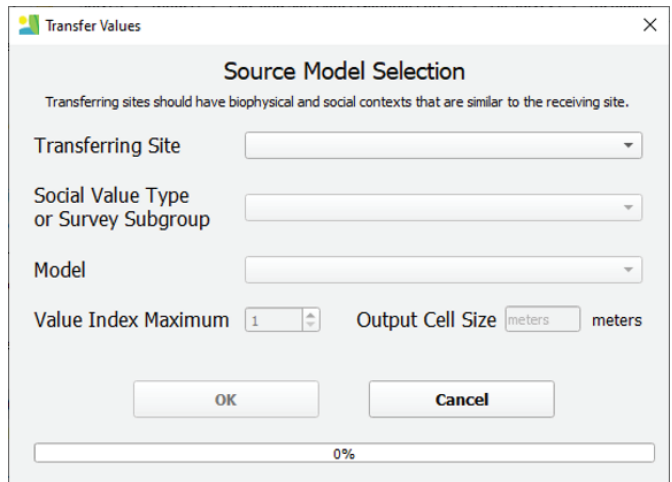 Transfer Values
Source Model Selection
Transferring sites should have biophysical and social contexts that are similar to the receiving site.
Transferring Site
Social Value Type
or Survey Subgroup
Model
Value Index Maximum 1 Output Cell Size meters meters
OK Cancel
0%